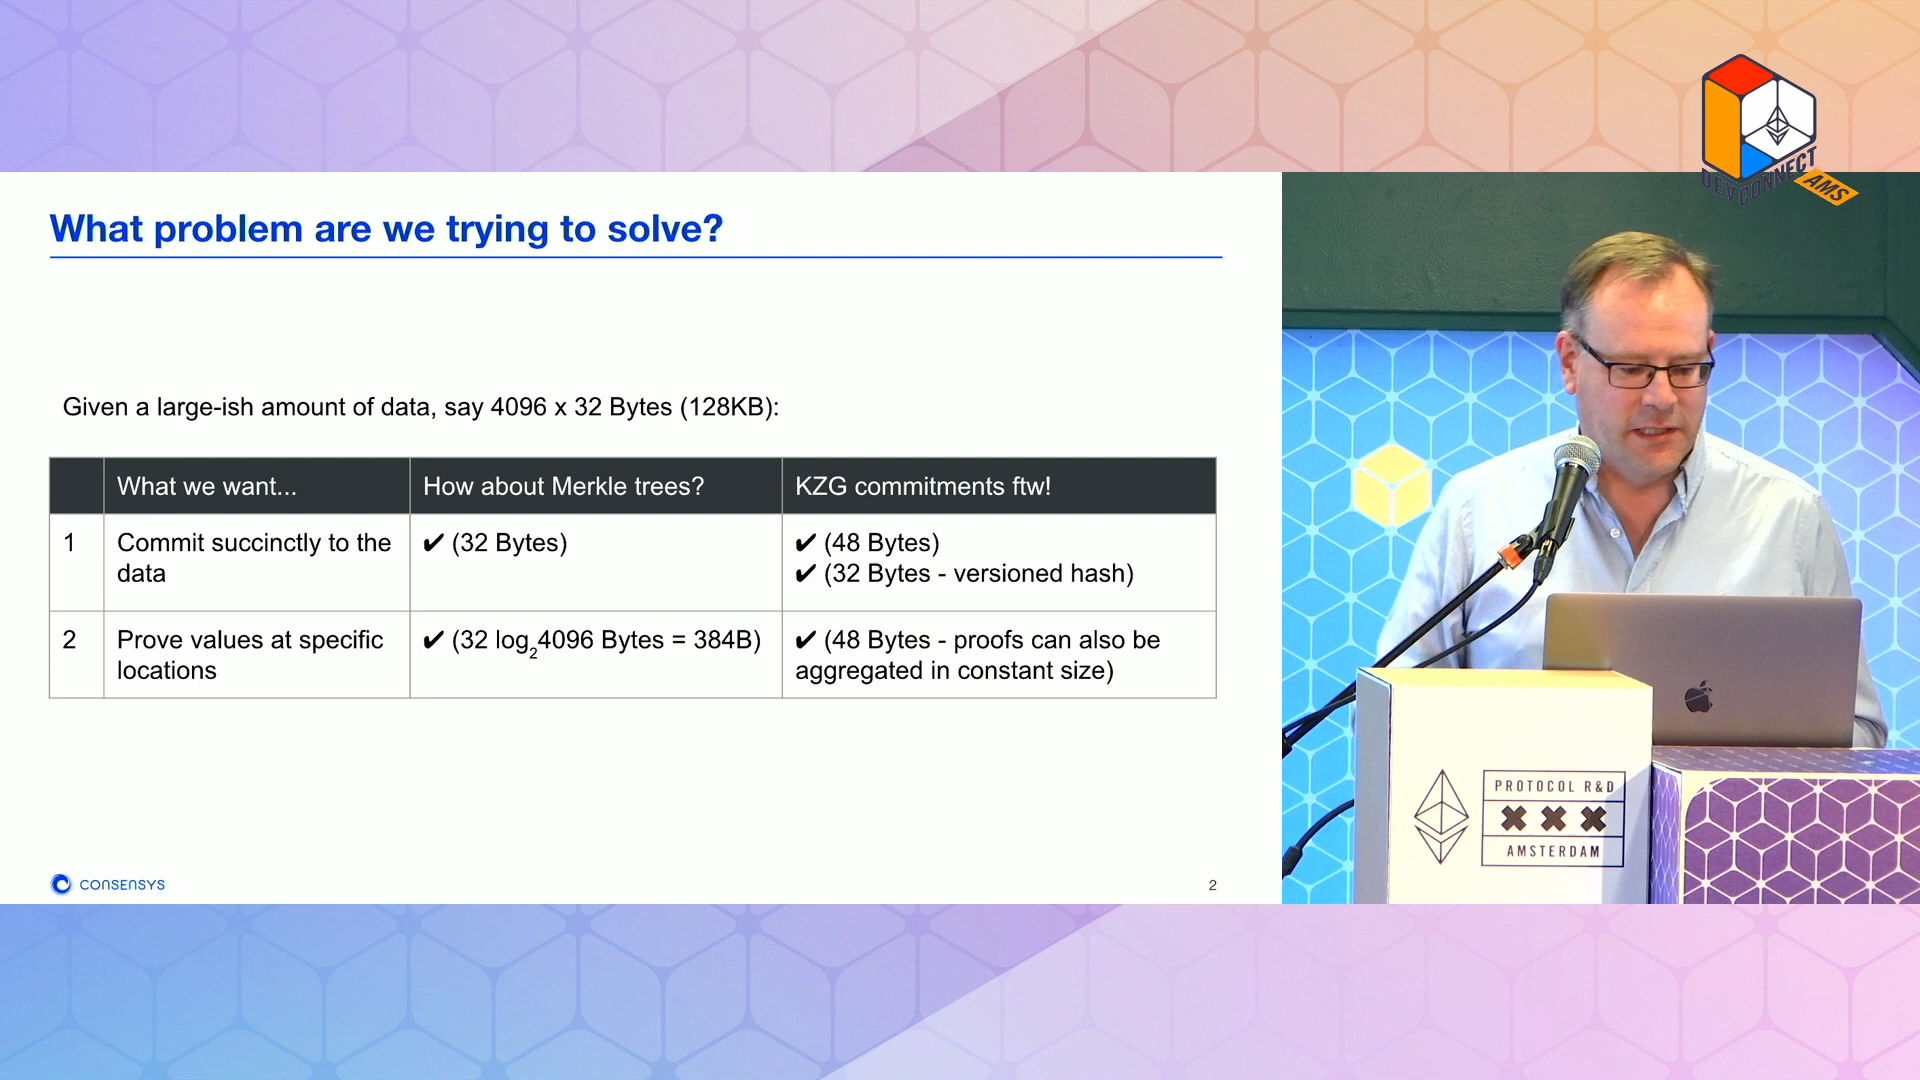 DEVCONNECT
AMS
What problem are we trying to solve?
Given a large-ish amount of data, say 4096 x 32 Bytes (128KB):
What we want... How about Merkle trees? KZG commitments ftw!
1 Commit succinctly to the data ✔ (32 Bytes) ✔ (48 Bytes)
✔ (32 Bytes - versioned hash)
2 Prove values at specific locations ✔ (32 log₂4096 Bytes = 384B) ✔ (48 Bytes - proofs can also be aggregated in constant size)
CONSENSYS
2
PROTOCOL R&D
AMSTERDAM